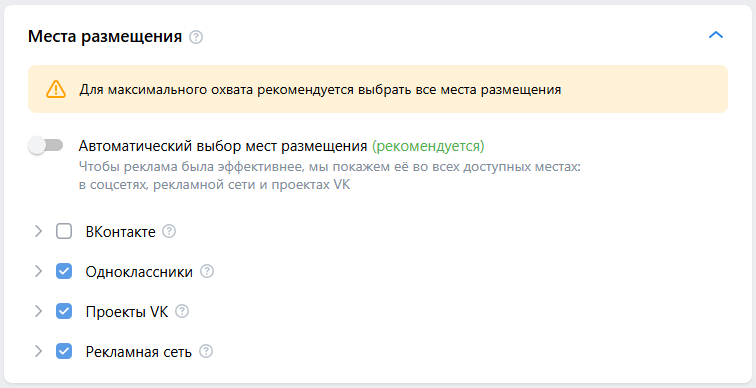 Места размещения ?
Для максимального охвата рекомендуется выбрать все места размещения
Автоматический выбор мест размещения (рекомендуется)
Чтобы реклама была эффективнее, мы покажем её во всех доступных местах:
в соцсетях, рекламной сети и проектах VK
ВКонтакте ?
Одноклассники ?
Проекты VK ?
Рекламная сеть ?